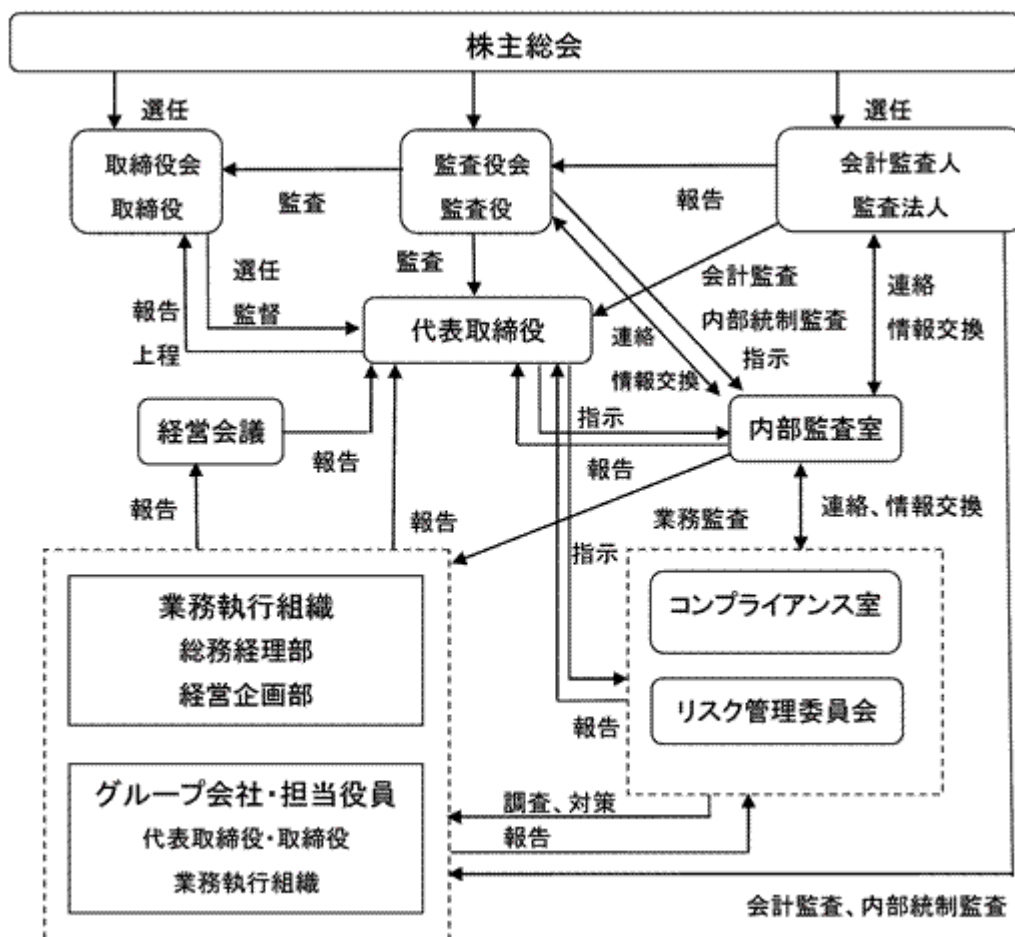 株主総会
選任
選任
取締役会
取締役
監査役会
監査役
会計監査人
監査法人
監査
報告
監査
選任
監督
報告
上程
代表取締役
会計監査
内部統制監査
連絡
情報交換
指示
連絡
情報交換
経営会議
報告
指示
報告
内部監査室
報告
報告
業務監査
連絡、情報交換
指示
業務執行組織
総務経理部
経営企画部
コンプライアンス室
リスク管理委員会
報告
グループ会社・担当役員
代表取締役・取締役
業務執行組織
調査、対策
報告
会計監査、内部統制監査